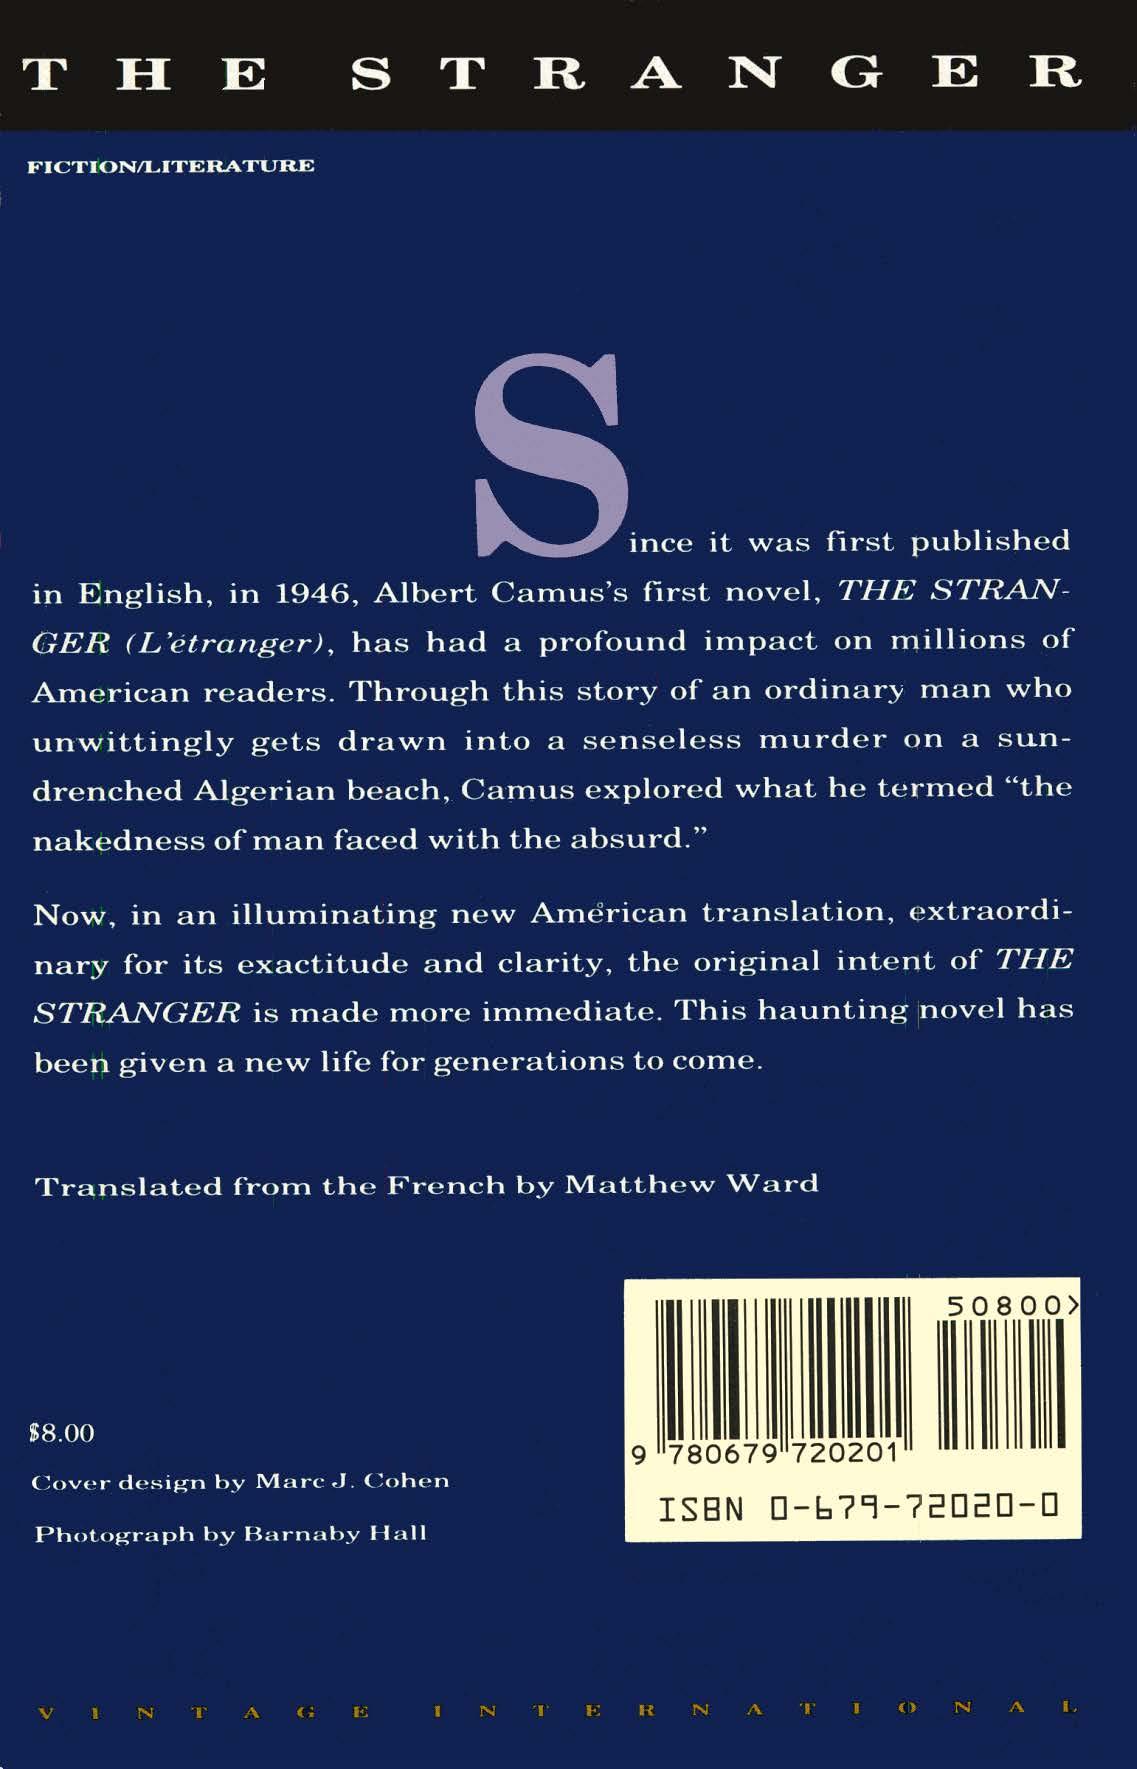 THE STRANGER
FICTION/LITERATURE
Since it was first published
in English, in 1946, Albert Camus's first novel, THE STRAN-
GER (L'étranger), has had a profound impact on millions of
American readers. Through this story of an ordinary man who
unwittingly gets drawn into a senseless murder on a sun-
drenched Algerian beach, Camus explored what he termed “the
nakedness of man faced with the absurd.”
Now, in an illuminating new American translation, extraordi-
nary for its exactitude and clarity, the original intent of THE
STRANGER is made more immediate. This haunting novel has
been given a new life for generations to come.
Translated from the French by Matthew Ward
50800>
9 780679 720201
ISBN 0-679-72020-0
$8.00
Cover design by Marc J. Cohen
Photograph by Barnaby Hall
VINTAGE INTERNATIONAL